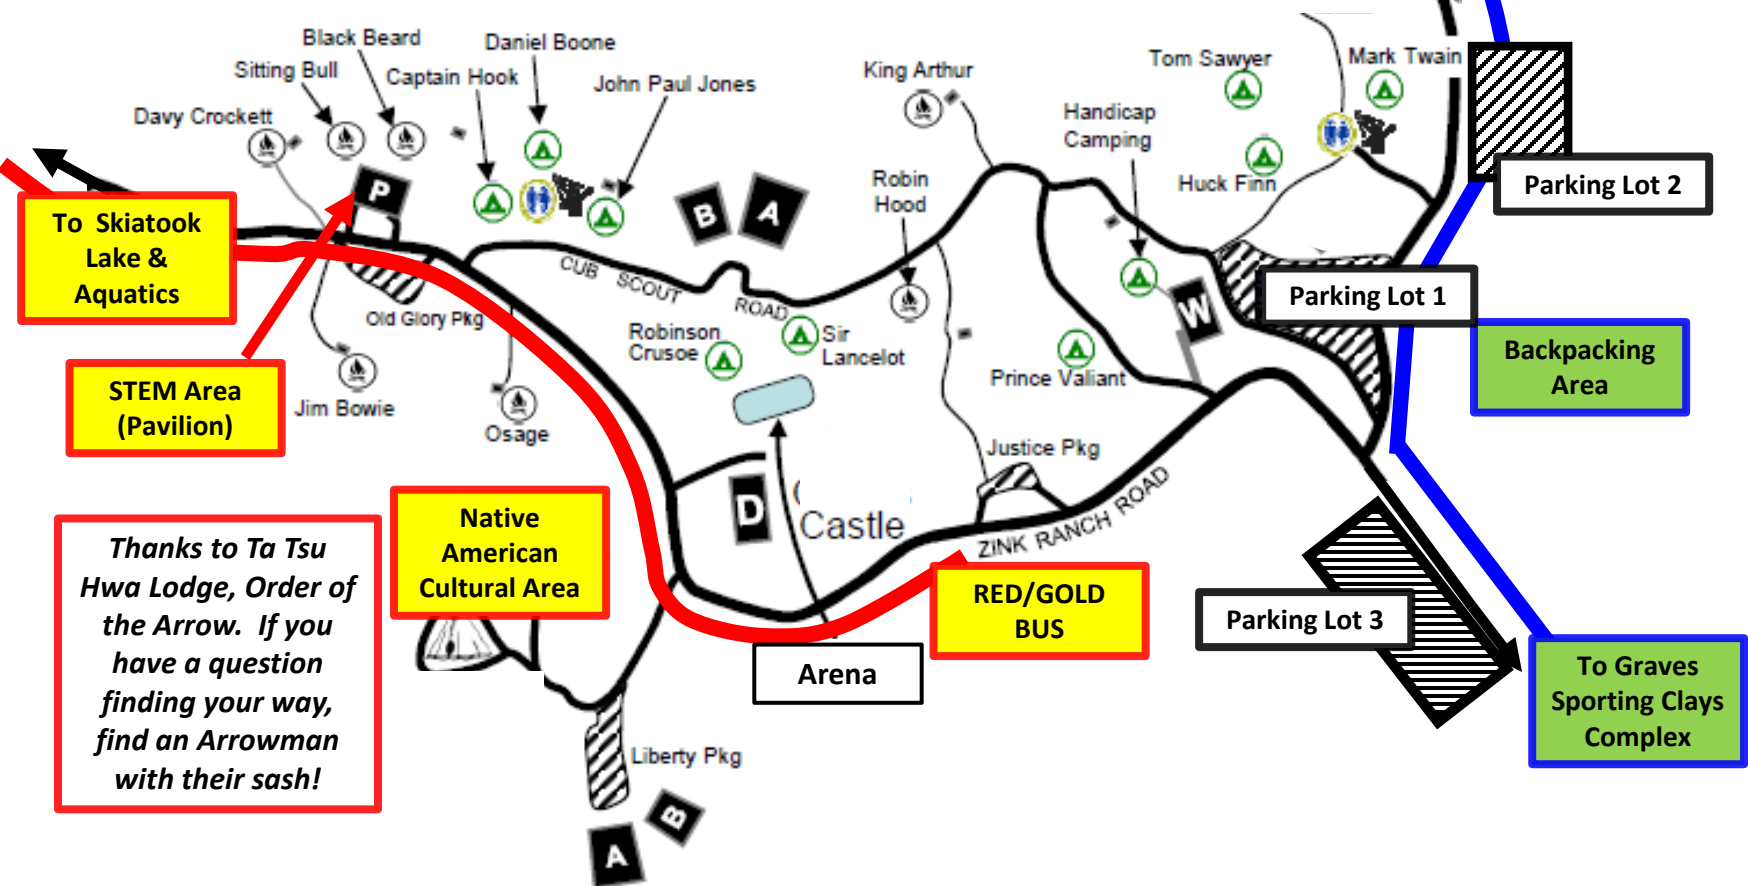 Black Beard
Daniel Boone
Sitting Bull
Captain Hook
John Paul Jones
Davy Crockett
King Arthur
Handicap
Camping
Tom Sawyer
Mark Twain
Huck Finn
Robin
Hood
Parking Lot 2
P
B
A
To Skiatook
Lake &
Aquatics
CUB SCOUT ROAD
Old Glory Pkg
Robinson
Crusoe
Sir
Lancelot
W
Parking Lot 1
Backpacking
Area
STEM Area
(Pavilion)
Jim Bowie
Osage
Prince Valiant
Justice Pkg
D
Castle
ZINK RANCH ROAD
Native
American
Cultural Area
Thanks to Ta Tsu
Hwa Lodge, Order of
the Arrow. If you
have a question
finding your way,
find an Arrowman
with their sash!
RED/GOLD
BUS
Arena
Parking Lot 3
To Graves
Sporting Clays
Complex
Liberty Pkg
B
A